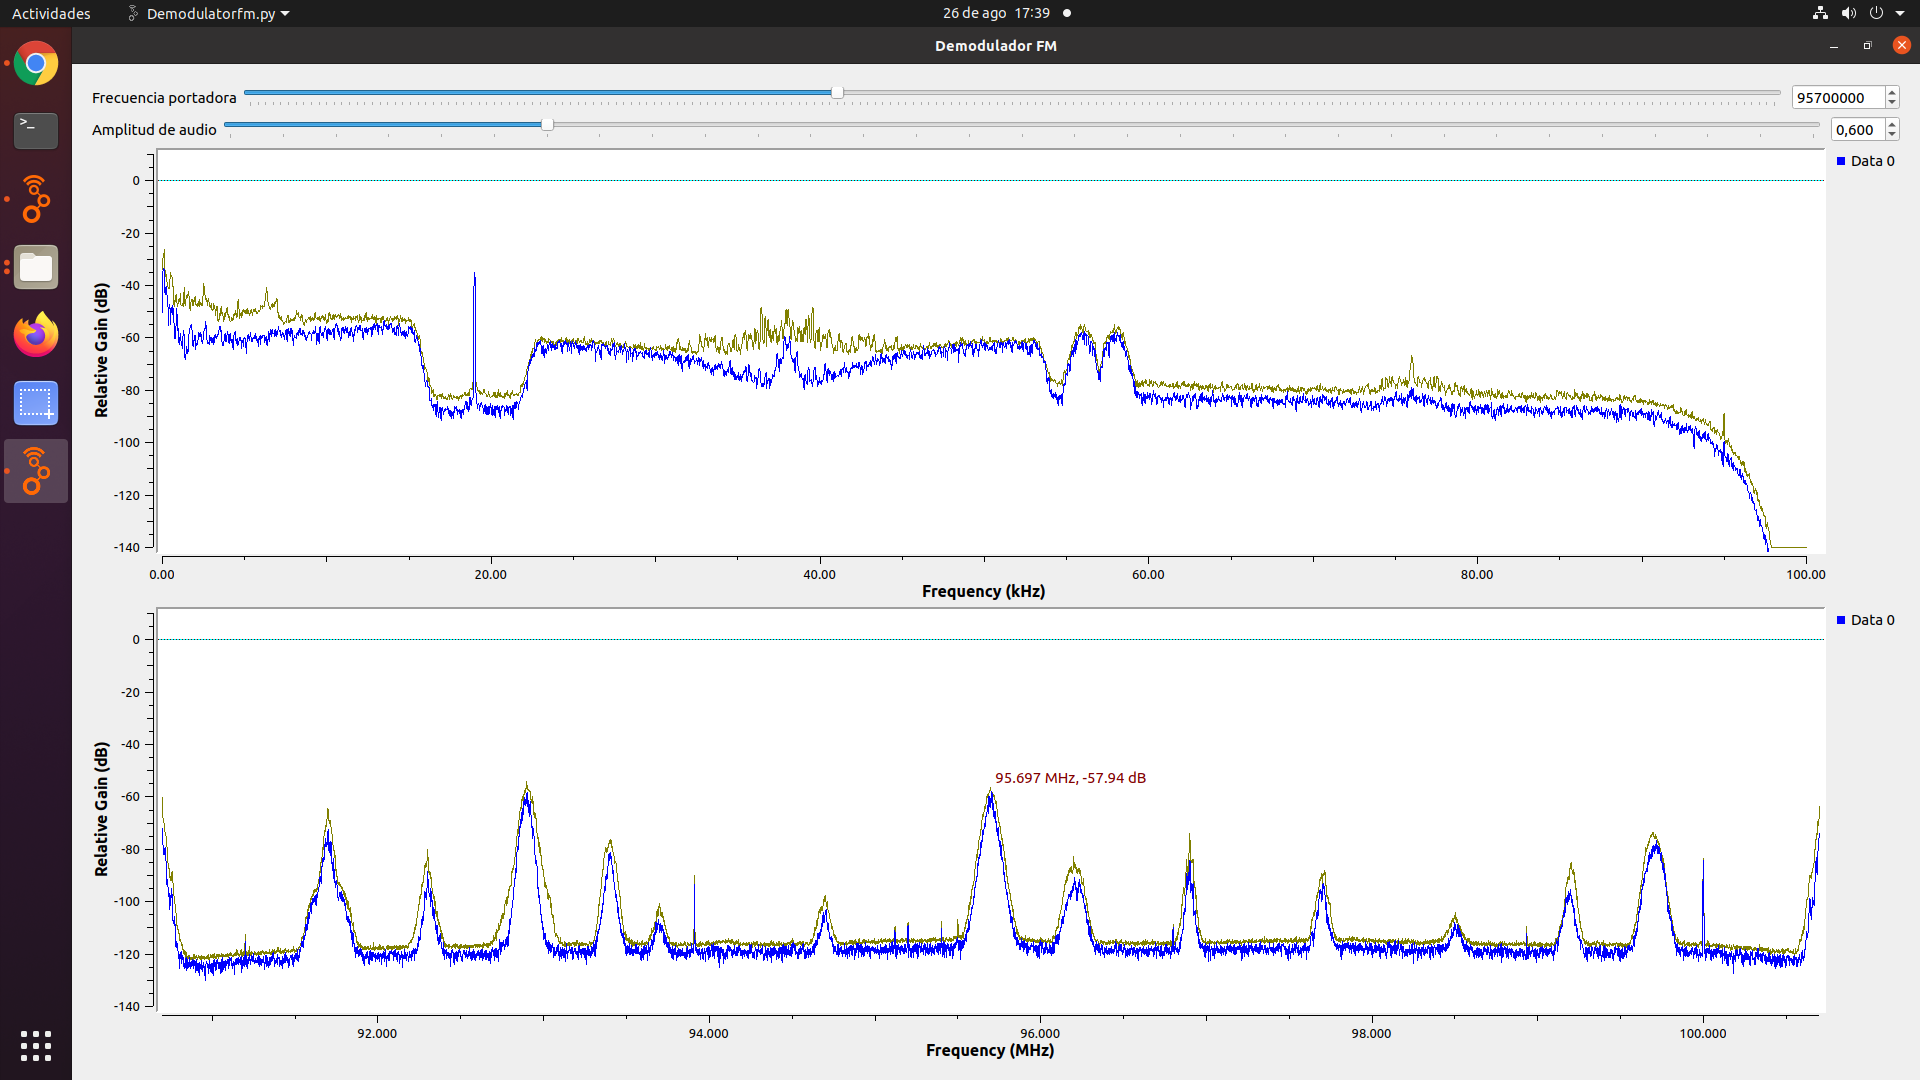 Actividades
Demodulatorfm.py
26 de ago 17:39
Demodulador FM
Frecuencia portadora
95700000
Amplitud de audio
0,600
Data 0
Relative Gain (dB)
0
-20
-40
-60
-80
-100
-120
-140
0.00 20.00 40.00 60.00 80.00 100.00
Frequency (kHz)
Data 0
Relative Gain (dB)
0
-20
-40
-60
-80
-100
-120
-140
95.697 MHz, -57.94 dB
92.000 94.000 96.000 98.000 100.000
Frequency (MHz)